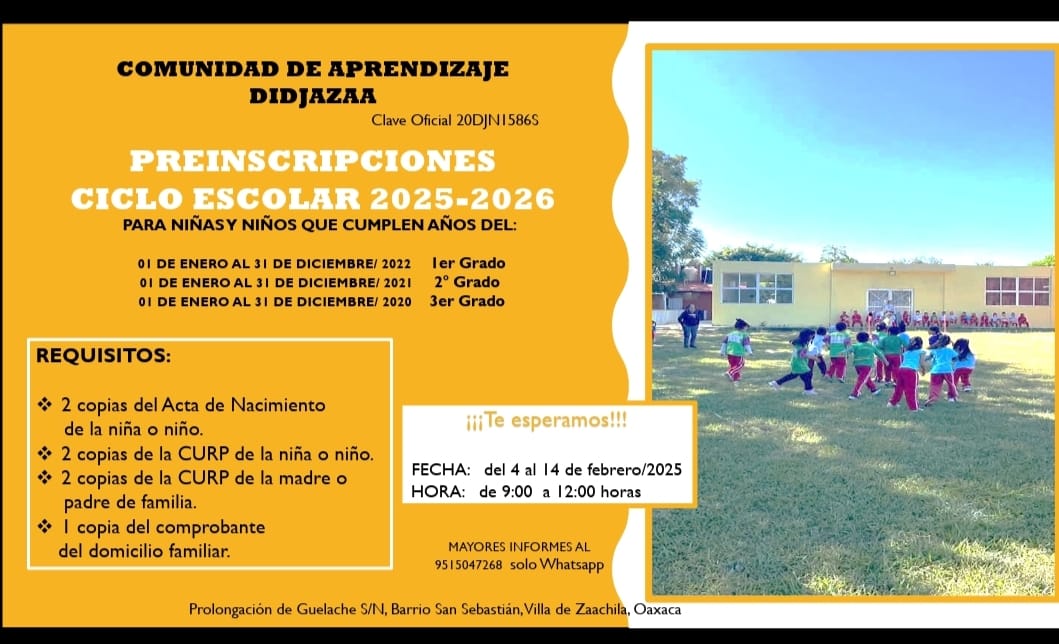 COMUNIDAD DE APRENDIZAJE
DIDJAZAA
Clave Oficial 20DJN1586S
PREINSCRIPCIONES
CICLO ESCOLAR 2025-2026
PARA NIÑAS Y NIÑOS QUE CUMPLEN AÑOS DEL:
01 DE ENERO AL 31 DE DICIEMBRE/ 2022 1er Grado
01 DE ENERO AL 31 DE DICIEMBRE/ 2021 2º Grado
01 DE ENERO AL 31 DE DICIEMBRE/ 2020 3er Grado
REQUISITOS:
❖ 2 copias del Acta de Nacimiento
de la niña o niño.
❖ 2 copias de la CURP de la niña o niño.
❖ 2 copias de la CURP de la madre o
padre de familia.
❖ 1 copia del comprobante
del domicilio familiar.
¡¡¡Te esperamos!!!
FECHA: del 4 al 14 de febrero/2025
HORA: de 9:00 a 12:00 horas
MAYORES INFORMES AL
9515047268 solo Whatsapp
Prolongación de Guelache S/N, Barrio San Sebastián, Villa de Zaachila, Oaxaca